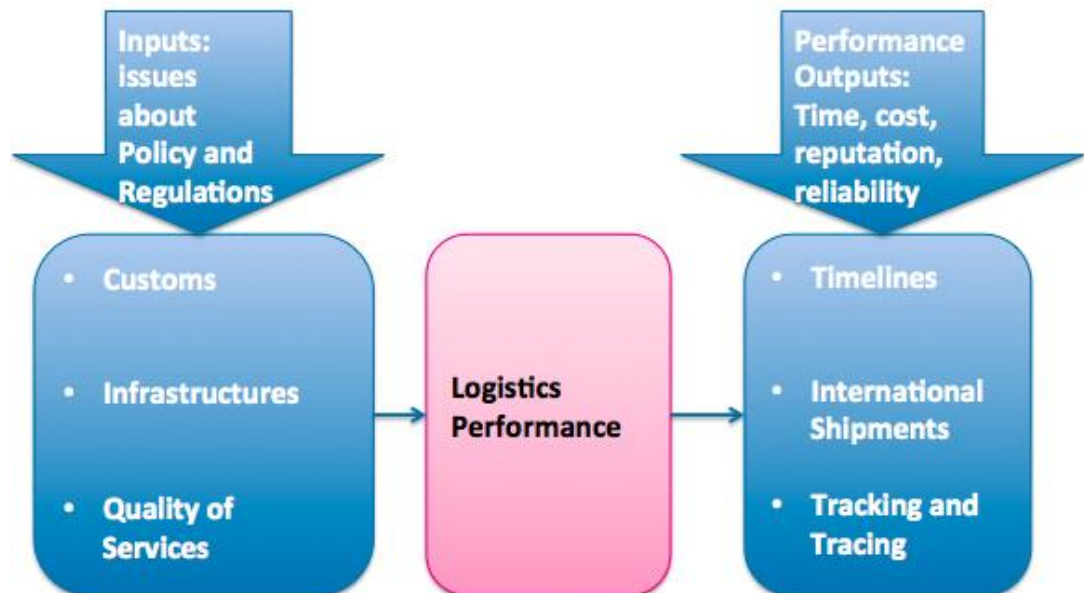 Inputs:
issues
about
Policy and
Regulations
Performance
Outputs:
Time, cost,
reputation,
reliability
• Customs
• Infrastructures
• Quality of
Services
Logistics
Performance
• Timelines
• International
Shipments
• Tracking and
Tracing